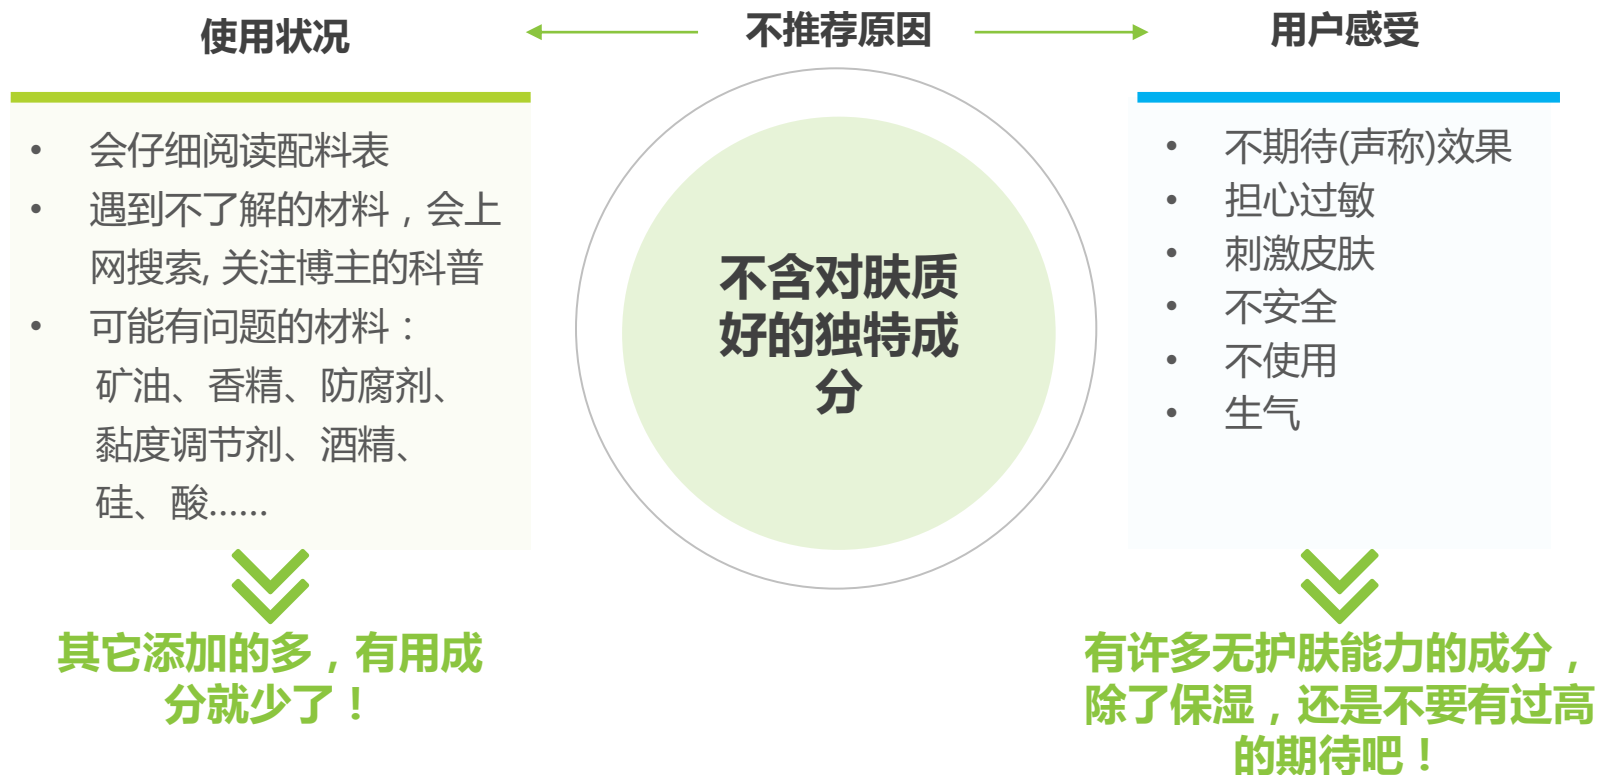 使用状况
不推荐原因
用户感受
• 会仔细阅读配料表
• 遇到不了解的材料，会上
网搜索, 关注博主的科普
• 可能有问题的材料：
矿油、香精、防腐剂、
黏度调节剂、酒精、
硅、酸......
其它添加的多，有用成
分就少了！
不含对肤质
好的独特成
分
• 不期待(声称)效果
• 担心过敏
• 刺激皮肤
• 不安全
• 不使用
• 生气
有许多无护肤能力的成分，
除了保湿，还是不要有过高
的期待吧！